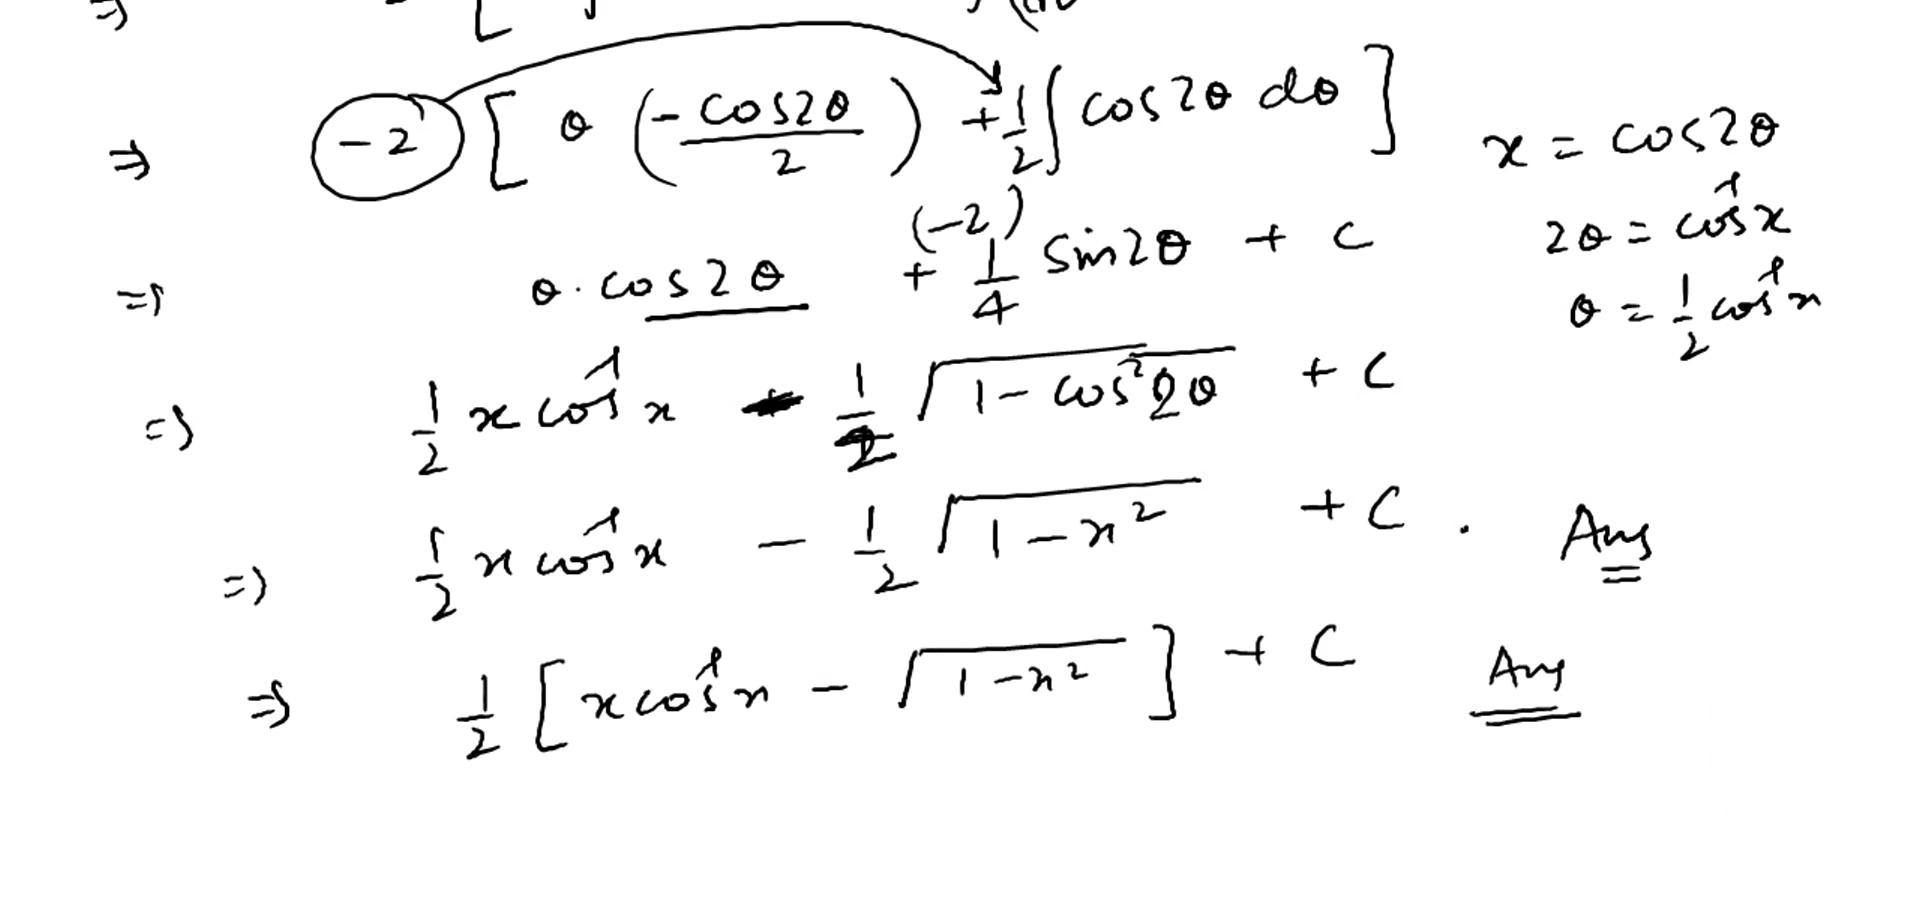 ⇒ -2 [ θ ( -cos2θ / 2 ) + 1/2 ∫ cos2θ dθ ]
x = cos2θ
⇒ θ. cos2θ + (-2) 1/4 sin2θ + C
2θ = cos⁻¹x
θ = 1/2 cos⁻¹x
⇒ 1/2 x cos⁻¹x - 1/2 √(1 - cos²2θ) + C
⇒ 1/2 x cos⁻¹x - 1/2 √(1 - x²) + C . Ans
⇒ 1/2 [ x cos⁻¹x - √(1 - x²) ] + C Ans